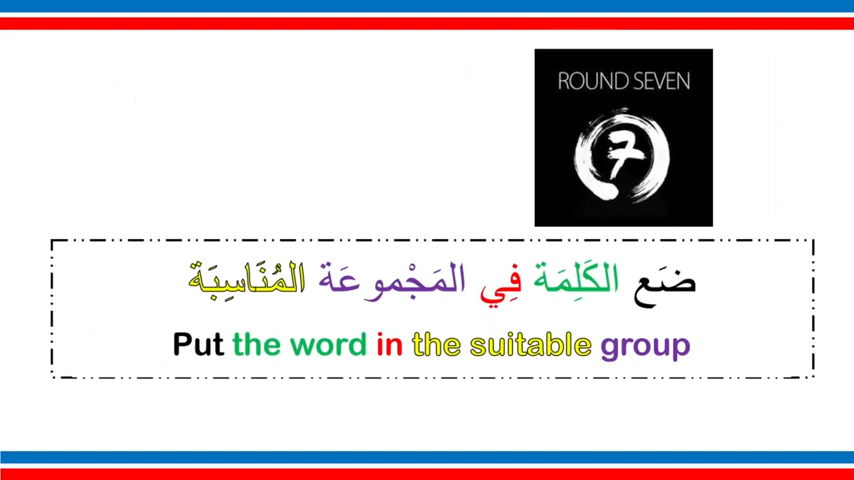 ROUND SEVEN
7
ضَع الكَلِمَة فِي المَجْموعَة المُنَاسِبَة
Put the word in the suitable group